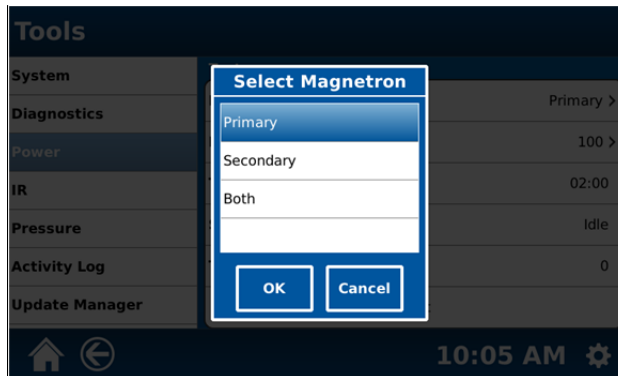 Tools
System
Diagnostics
Power
IR
Pressure
Activity Log
Update Manager
Select Magnetron
Primary
Secondary
Both
OK Cancel
Primary >
100 >
02:00
Idle
0
10:05 AM